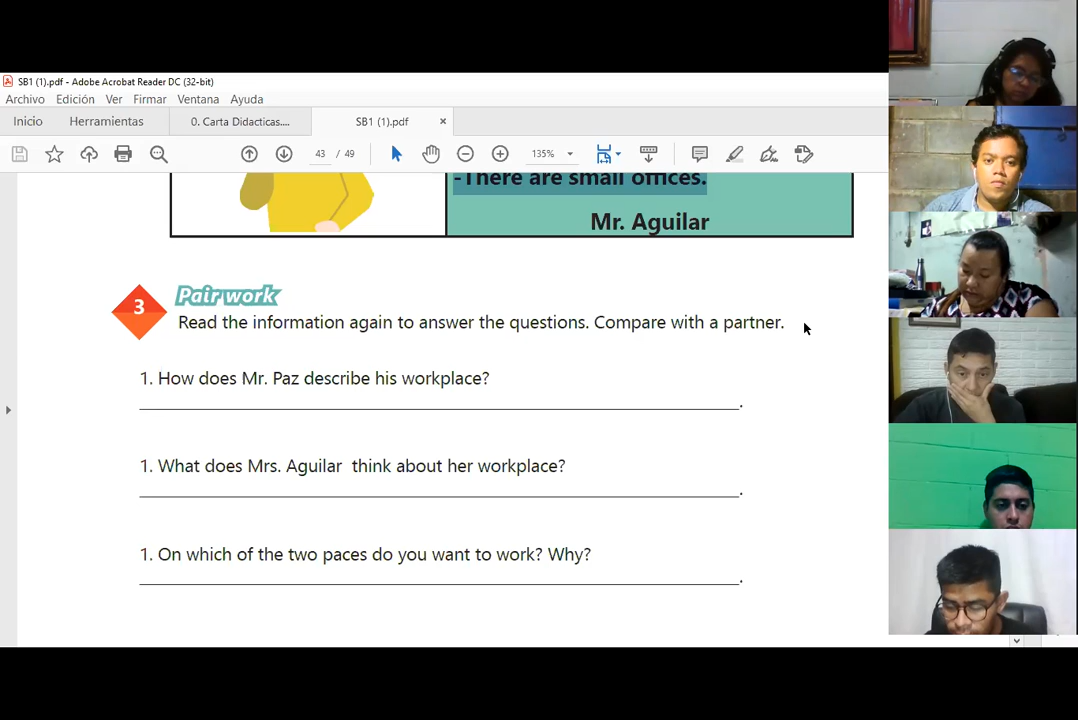 SB1 (1).pdf - Adobe Acrobat Reader DC (32-bit)
Archivo Edición Ver Firmar Ventana Ayuda
Inicio Herramientas 0. Carta Didacticas.... SB1 (1).pdf ×
43 / 49 135%
-There are small offices.
Mr. Aguilar
3 Pair work
Read the information again to answer the questions. Compare with a partner.
1. How does Mr. Paz describe his workplace?
.
1. What does Mrs. Aguilar think about her workplace?
.
1. On which of the two paces do you want to work? Why?
.